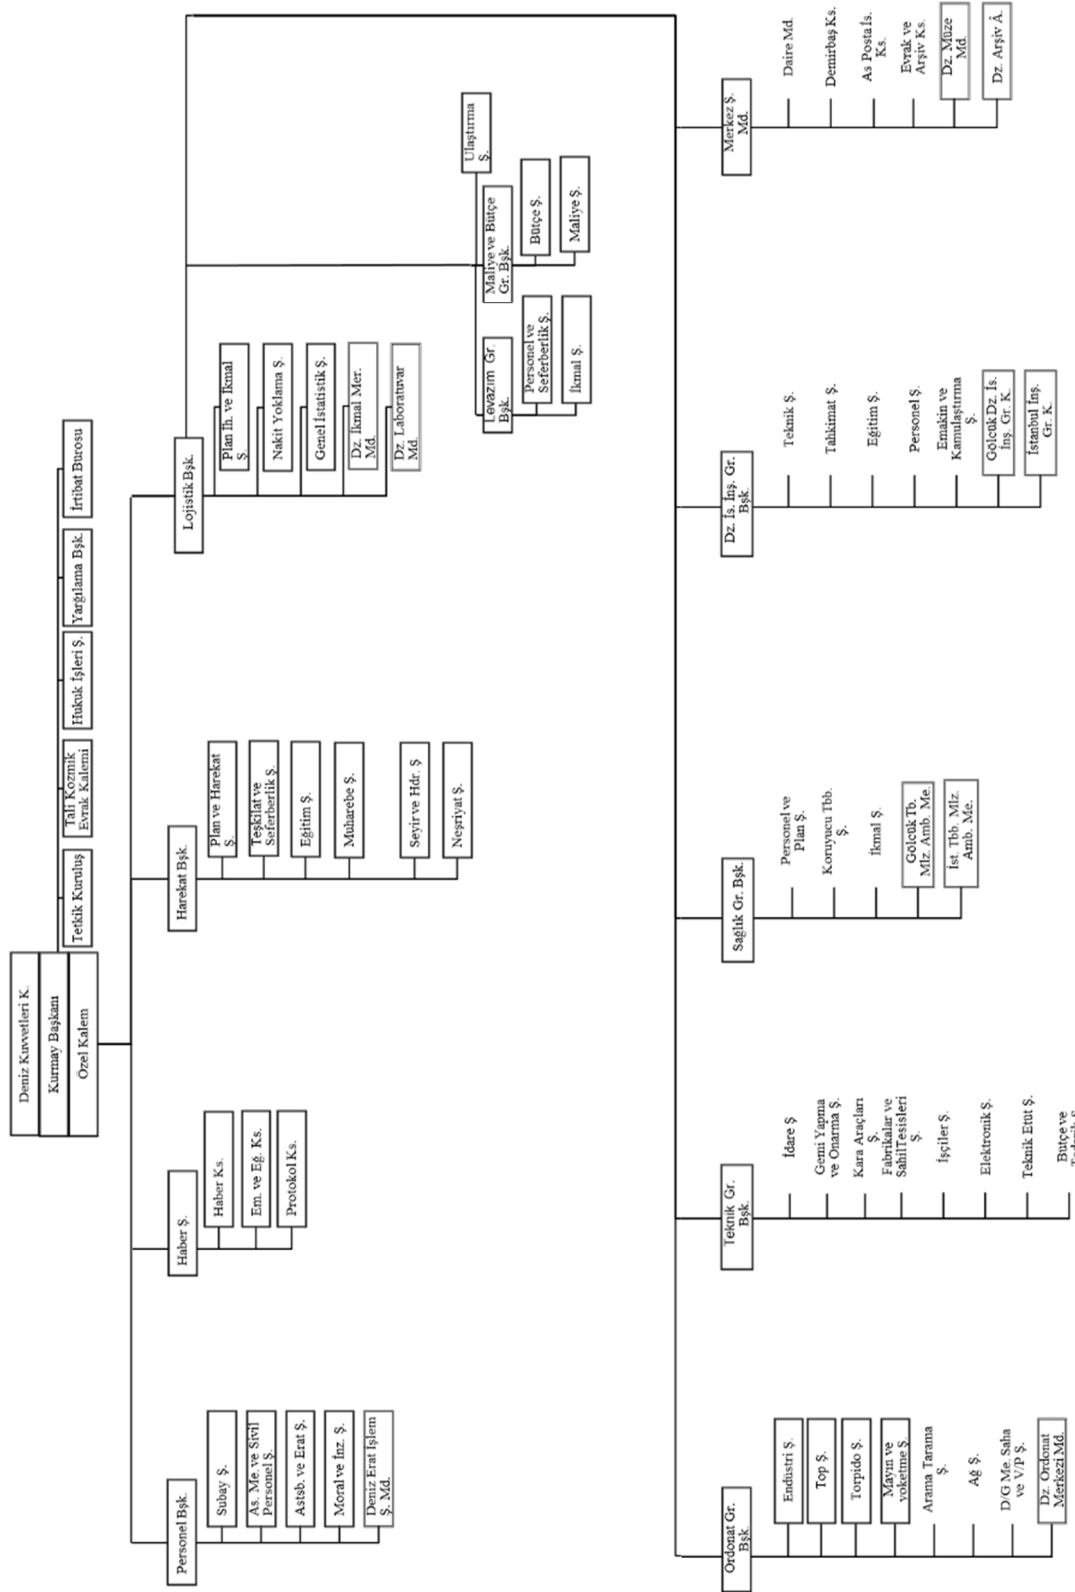 Deniz Kuvvetleri K.
Kurmay Başkanı
Özel Kalem
Tetkik Kuruluş
Tali Kozmik
Evrak Kalemi
Hukuk İşleri Ş.
Yargılama Bşk.
İrtibat Bürosu
Personel Bşk.
Subay Ş.
As. Me. ve Sivil
Personel Ş.
Astsb. ve Erat Ş.
Moral ve İnz. Ş.
Deniz Erat İşlem
Ş. Md.
Haber Ş.
Haber Ks.
Em. ve Eğ. Ks.
Protokol Ks.
Harekat Bşk.
Plan ve Harekat
Ş.
Teşkilat ve
Seferberlik Ş.
Eğitim Ş.
Muharebe Ş.
Seyir ve Hdr. Ş
Neşriyat Ş.
Lojistik Bşk.
Plan İh. ve İkmal
Ş.
Nakit Yoklama Ş.
Genel İstatistik Ş.
Dz. İkmal Mer.
Md.
Dz. Laboratuvar
Md.
Ulaştırma
Ş.
Levazım Gr.
Bşk.
Personel ve
Seferberlik Ş.
İkmal Ş.
Maliye ve Bütçe
Gr. Bşk.
Bütçe Ş.
Maliye Ş.
Ordonat Gr.
Bşk.
Endüstri Ş.
Top Ş.
Torpido Ş.
Mayın ve
yoketme Ş.
Arama Tarama
Ş.
Ağ Ş.
D/G Me. Saha
ve V/P Ş.
Dz. Ordonat
Merkezi Md.
Teknik Gr.
Bşk.
İdare Ş
Gemi Yapma
ve Onarma Ş.
Kara Araçları
Ş.
Fabrikalar ve
SahilTesisleri
Ş.
İşçiler Ş.
Elektronik Ş.
Teknik Etüt Ş.
Bütçe ve
Sağlık Gr. Bşk.
Personel ve
Plan Ş.
Koruyucu Tbb.
Ş.
İkmal Ş.
Gölcük Tb.
Mlz. Amb. Me.
İst. Tbb. Mlz.
Amb. Me.
Dz. İs. İnş. Gr.
Bşk.
Teknik Ş.
Tahkimat Ş.
Eğitim Ş.
Personel Ş.
Emakin ve
Kamulaştırma
Ş.
Gölcük Dz. İs.
İnş. Gr. K.
İstanbul İnş.
Gr. K.
Merkez Ş.
Md.
Daire Md.
Demirbaş Ks.
As Posta İs.
Ks.
Evrak ve
Arşiv Ks.
Dz. Müze
Md.
Dz. Arşiv Â.